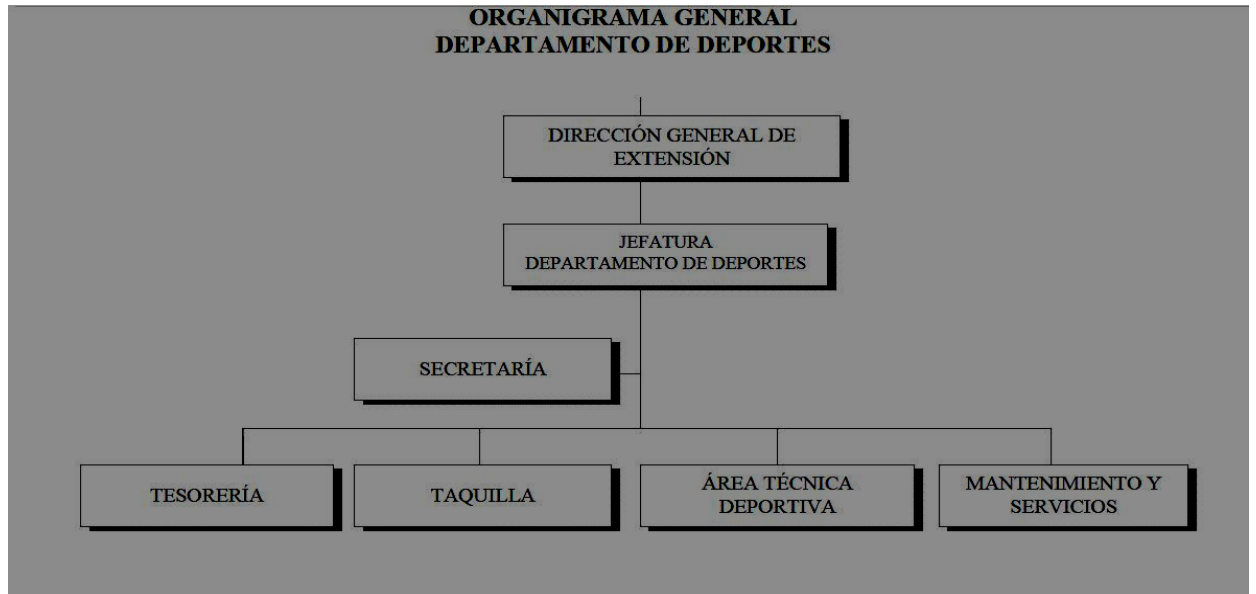 ORGANIGRAMA GENERAL
DEPARTAMENTO DE DEPORTES
DIRECCIÓN GENERAL DE
EXTENSIÓN
JEFATURA
DEPARTAMENTO DE DEPORTES
SECRETARÍA
TESORERÍA
TAQUILLA
ÁREA TÉCNICA
DEPORTIVA
MANTENIMIENTO Y
SERVICIOS